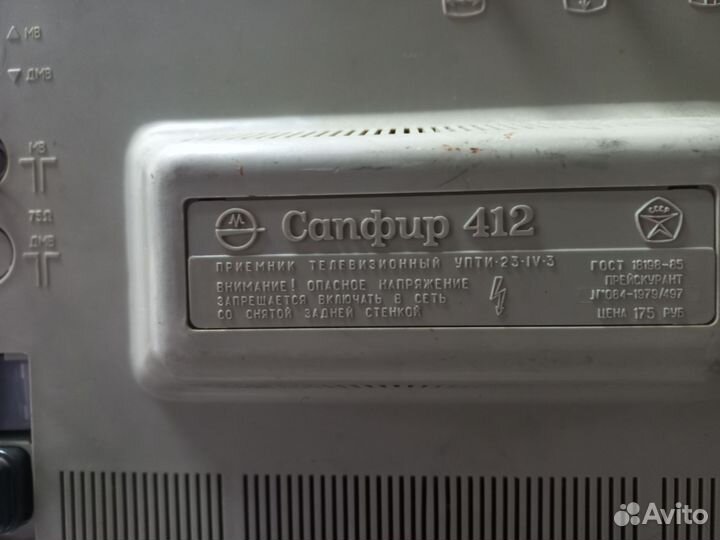 △ МВ
▽ ДМВ
МВ
75Ω
ДМВ
Сапфир 412
СССР
ПРИЕМНИК ТЕЛЕВИЗИОННЫЙ УПТИ-23-IV-3
ВНИМАНИЕ! ОПАСНОЕ НАПРЯЖЕНИЕ
ЗАПРЕЩАЕТСЯ ВКЛЮЧАТЬ В СЕТЬ
СО СНЯТОЙ ЗАДНЕЙ СТЕНКОЙ
ГОСТ 18198-85
ПРЕЙСКУРАНТ
084-1979/497
ЦЕНА 175 РУБ
Avito